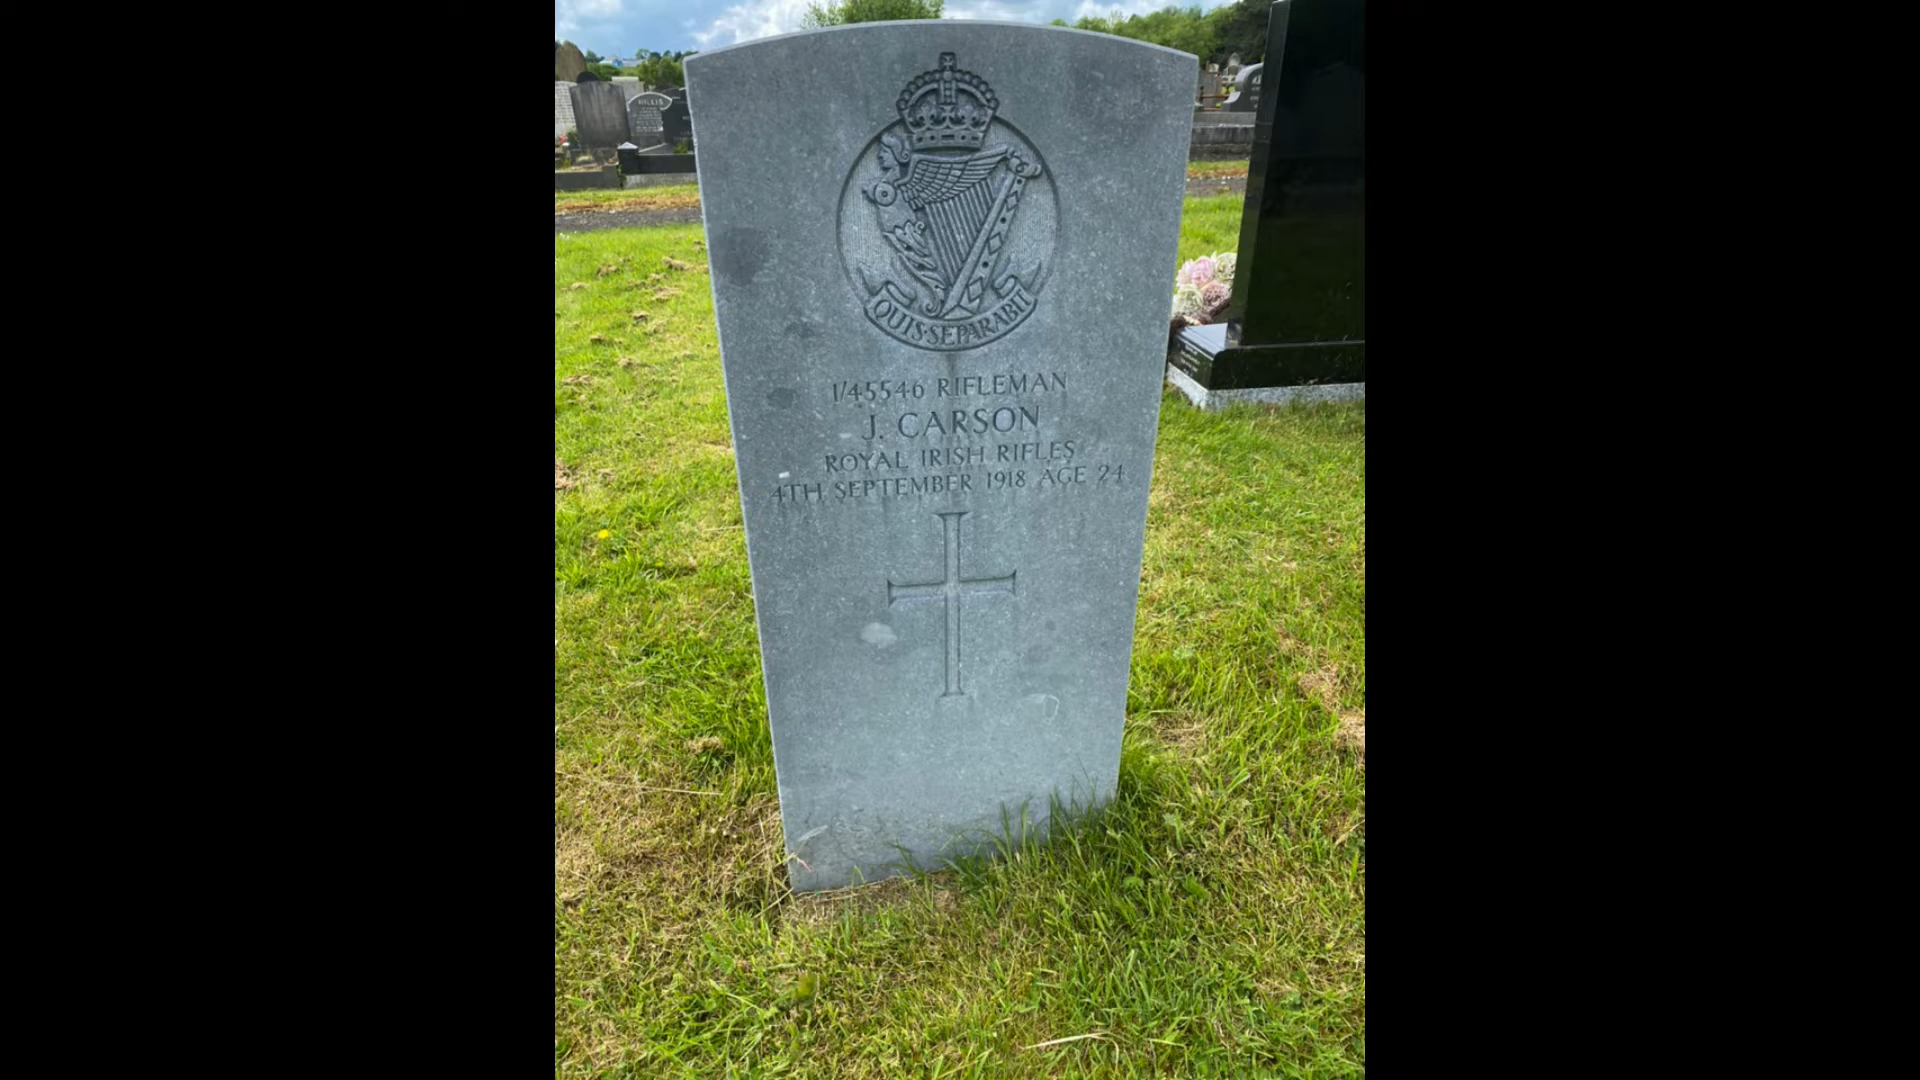 QUIS·SEPARABIT
1/45546 RIFLEMAN
J. CARSON
ROYAL IRISH RIFLES
4TH SEPTEMBER 1918 AGE 24